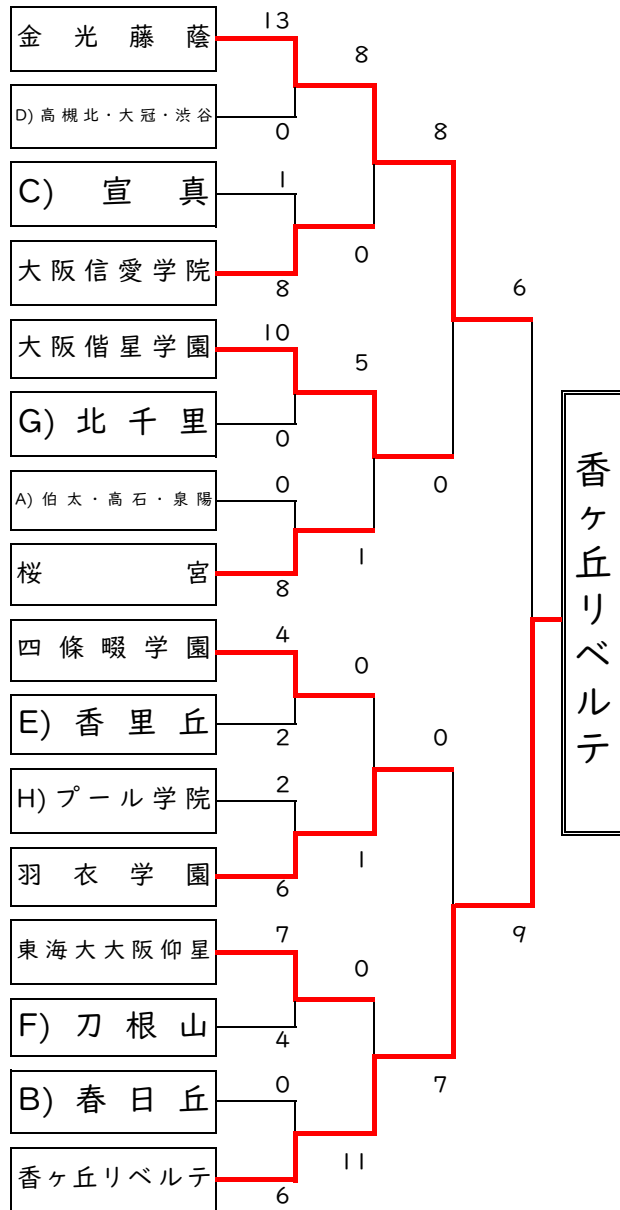 金光藤蔭
D) 高槻北・大冠・渋谷
C) 宣真
大阪信愛学院
大阪偕星学園
G) 北千里
A) 伯太・高石・泉陽
桜宮
四條畷学園
E) 香里丘
H) プール学院
羽衣学園
東海大大阪仰星
F) 刀根山
B) 春日丘
香ヶ丘リベルテ
13
0
1
8
10
0
0
8
4
2
2
6
7
4
0
6
8
0
5
1
0
1
0
11
8
0
0
7
6
9
香ヶ丘リベルテ